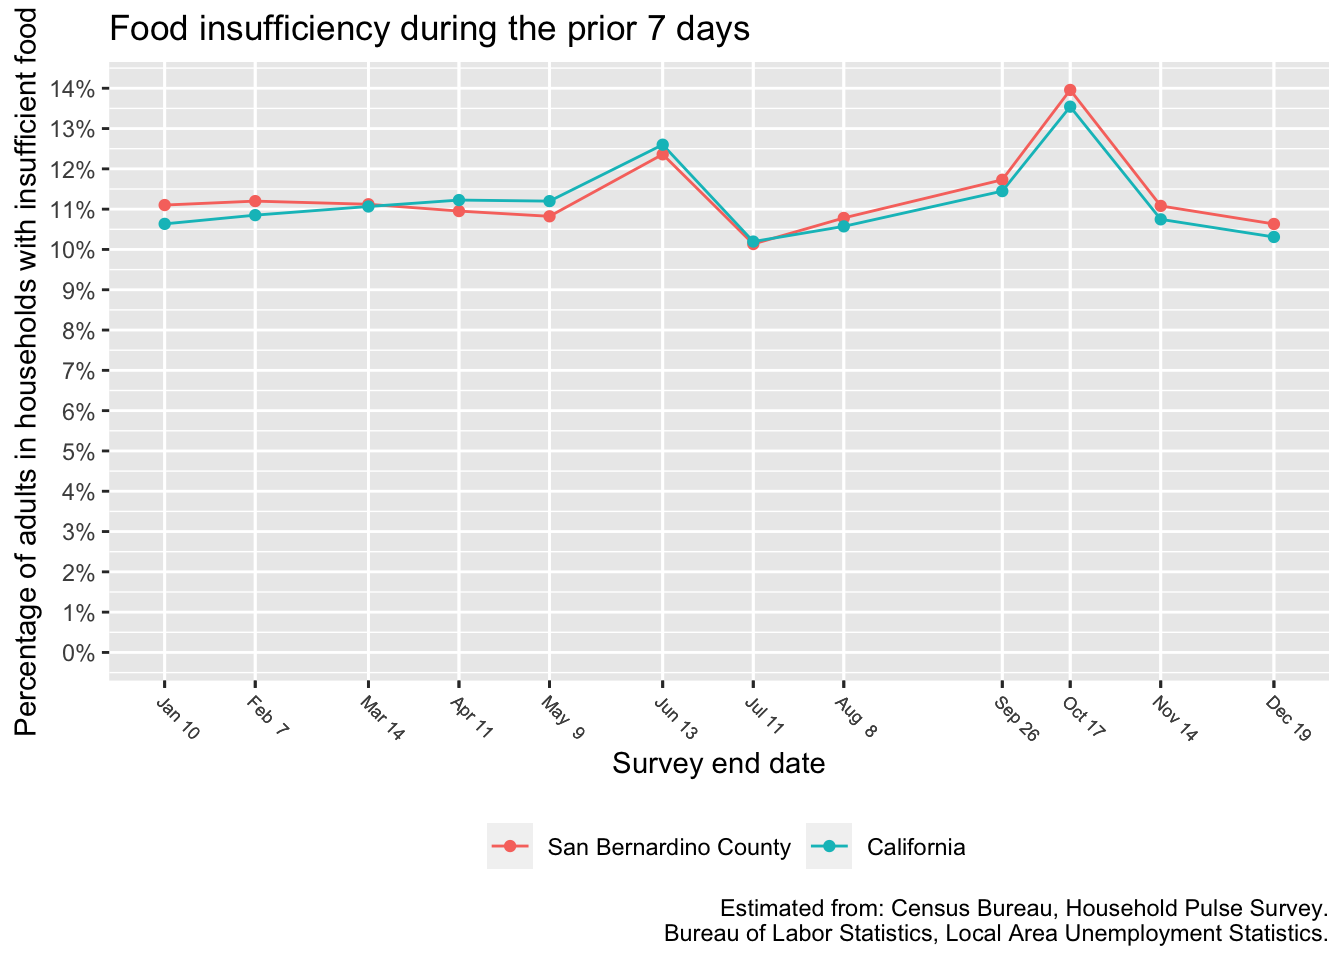 Food insufficiency during the prior 7 days
Percentage of adults in households with insufficient food
14%
13%
12%
11%
10%
9%
8%
7%
6%
5%
4%
3%
2%
1%
0%
Jan 10
Feb 7
Mar 14
Apr 11
May 9
Jun 13
Jul 11
Aug 8
Sep 26
Oct 17
Nov 14
Dec 19
Survey end date
San Bernardino County
California
Estimated from: Census Bureau, Household Pulse Survey.
Bureau of Labor Statistics, Local Area Unemployment Statistics.